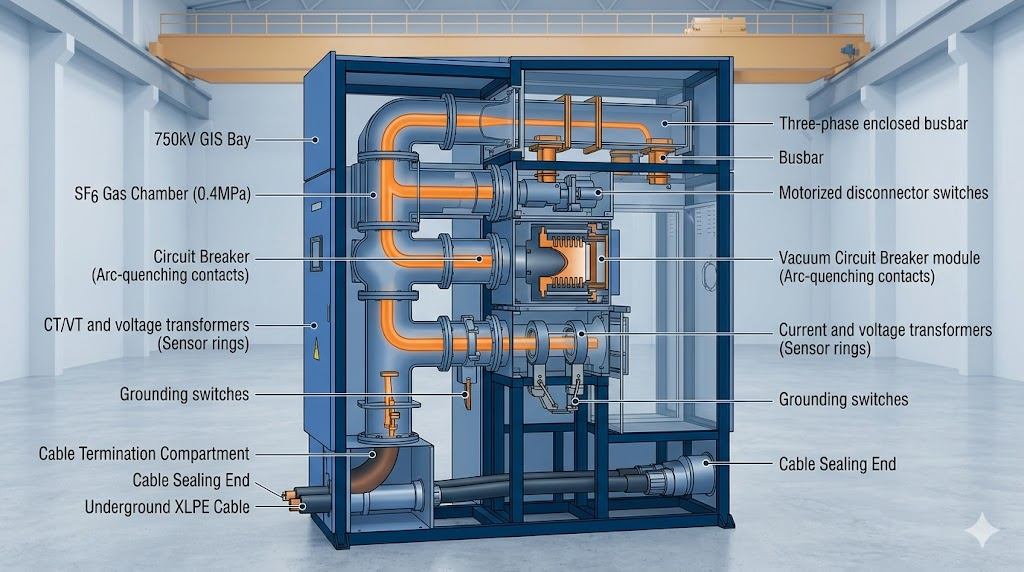 750kV GIS Bay
SF6 Gas Chamber (0.4MPa)
Circuit Breaker
(Arc-quenching contacts)
CT/VT and voltage transformers
(Sensor rings)
Grounding switches
Cable Termination Compartment
Cable Sealing End
Underground XLPE Cable
Three-phase enclosed busbar
Busbar
Motorized disconnector switches
Vacuum Circuit Breaker module
(Arc-quenching contacts)
Current and voltage transformers
(Sensor rings)
Grounding switches
Cable Sealing End